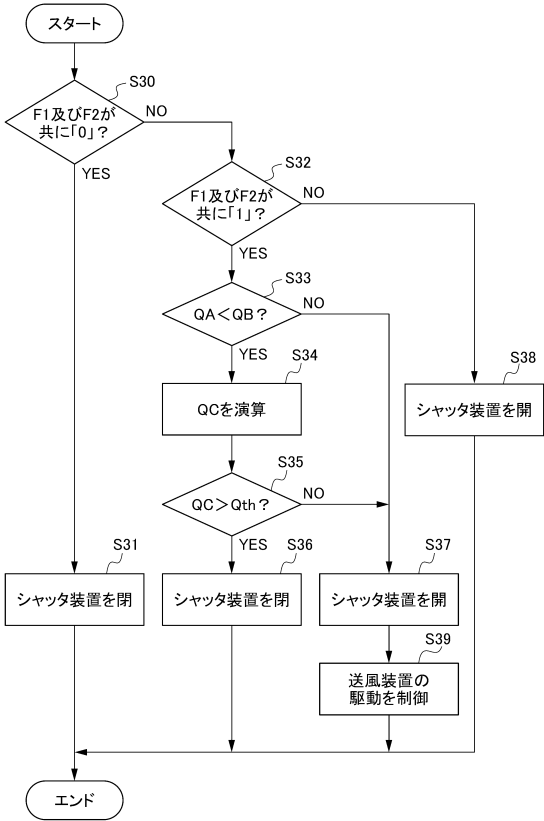 スタート
S30
F1及びF2が
共に「0」?
NO
YES
S32
F1及びF2が
共に「1」?
NO
YES
S33
QA<QB?
NO
YES
S34
QCを演算
S38
シャッタ装置を開
S35
QC>Qth?
NO
YES
S31
シャッタ装置を閉
S36
シャッタ装置を閉
S37
シャッタ装置を開
S39
送風装置の
駆動を制御
エンド